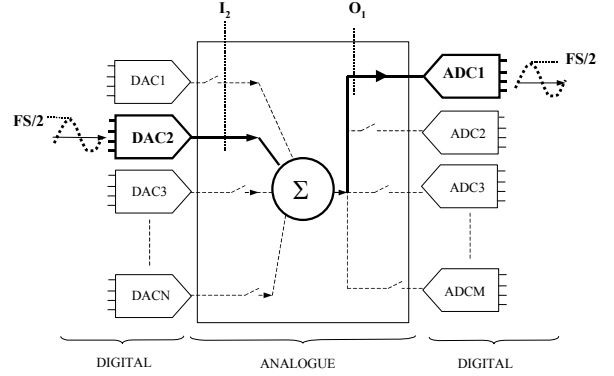 I2 O1
DAC1 ADC1 FS/2
FS/2 DAC2 ADC2
DAC3 Σ ADC3
DACN ADCM
DIGITAL ANALOGUE DIGITAL